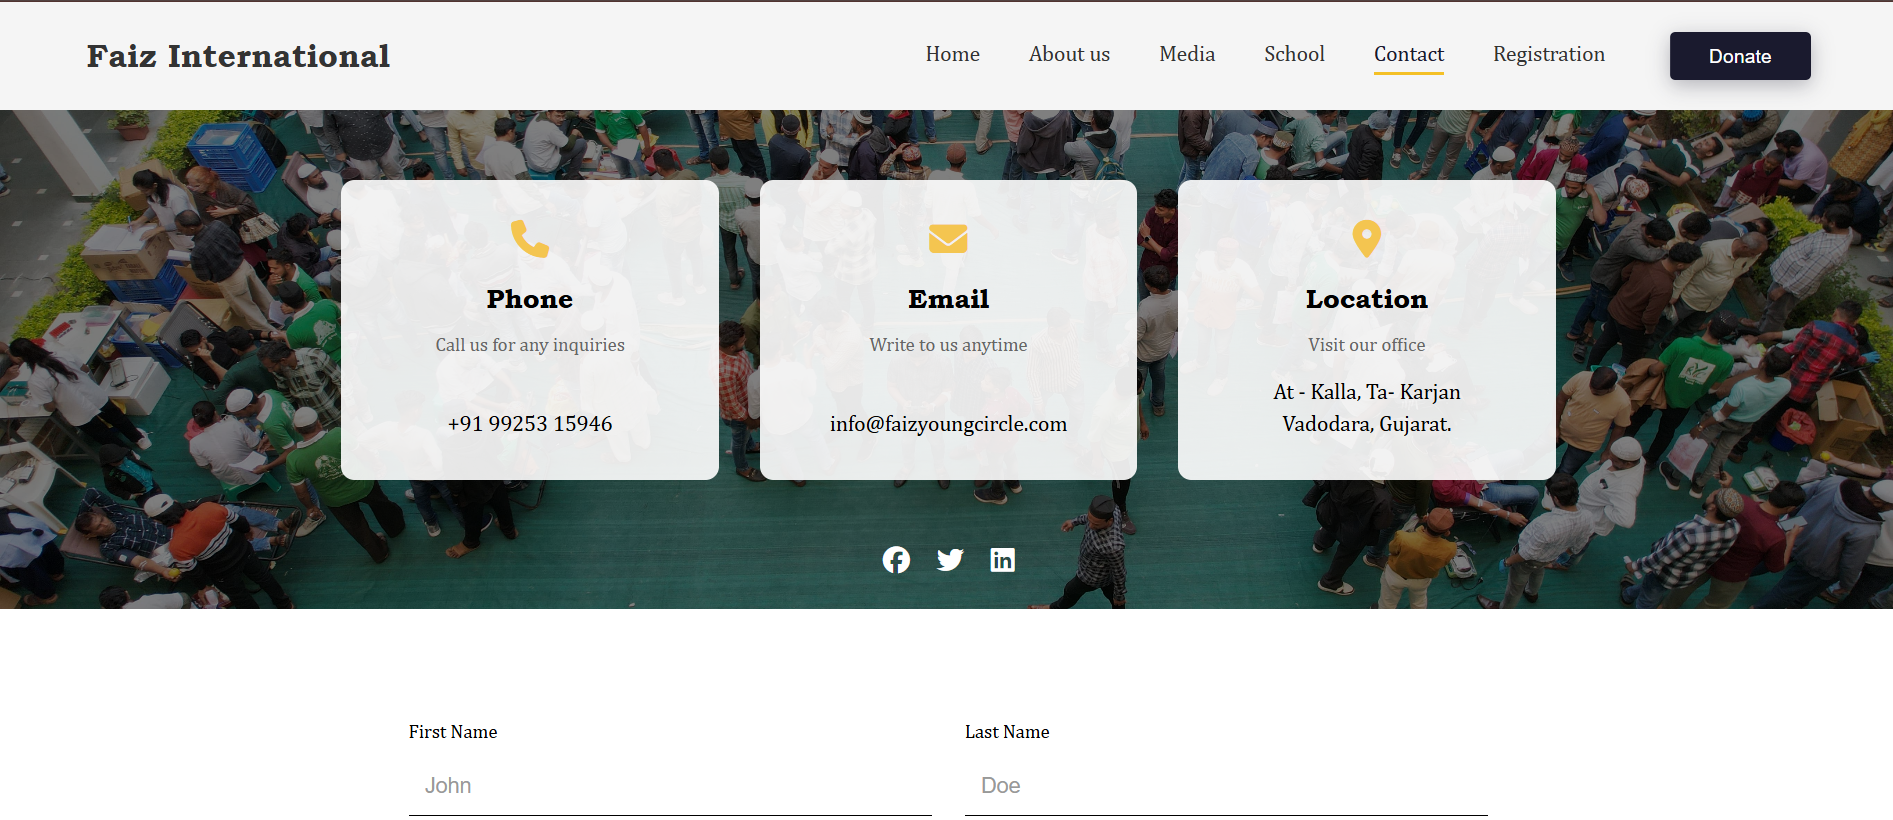 Faiz International
Home About us Media School Contact Registration Donate
Phone
Call us for any inquiries
+91 99253 15946
Email
Write to us anytime
info@faizyoungcircle.com
Location
Visit our office
At - Kalla, Ta- Karjan
Vadodara, Gujarat.
First Name
John
Last Name
Doe